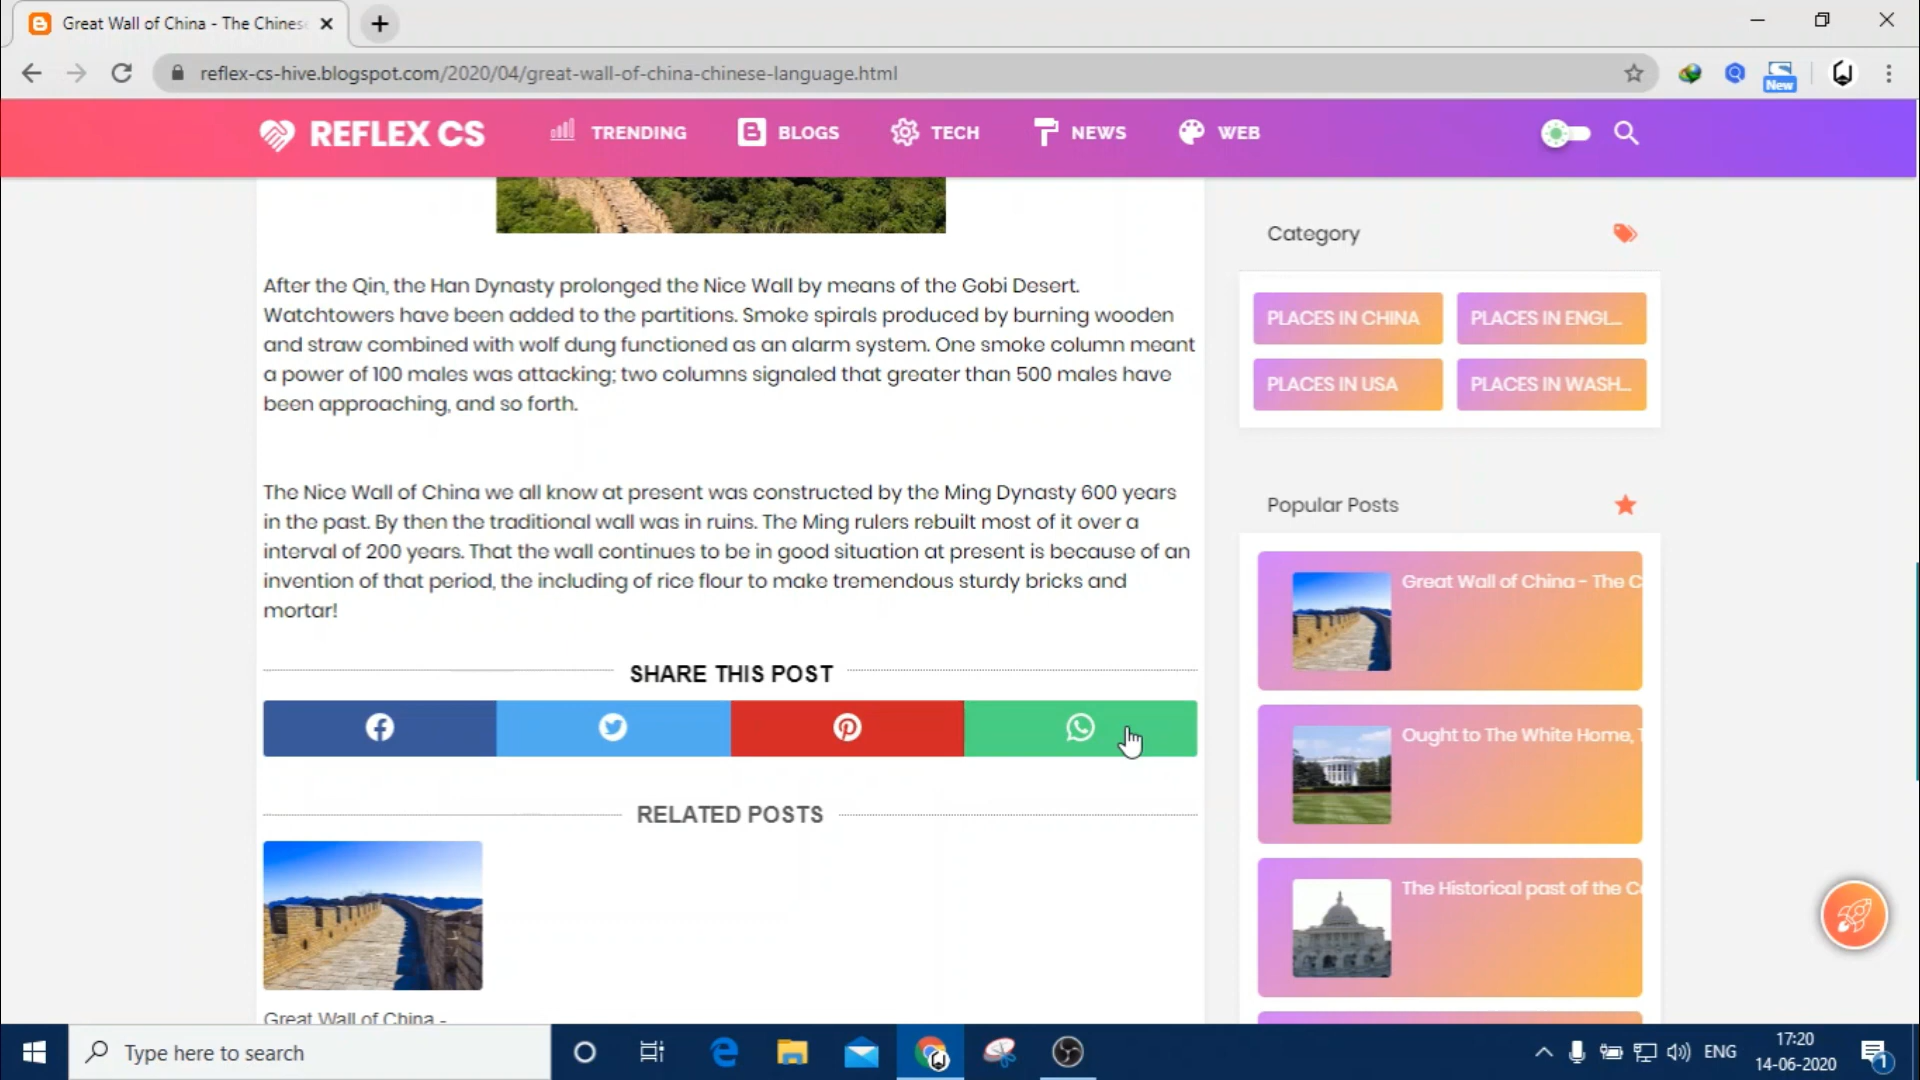 Great Wall of China - The Chines
reflex-cs-hive.blogspot.com/2020/04/great-wall-of-china-chinese-language.html
New
REFLEX CS
TRENDING
BLOGS
TECH
NEWS
WEB
After the Qin, the Han Dynasty prolonged the Nice Wall by means of the Gobi Desert.
Watchtowers have been added to the partitions. Smoke spirals produced by burning wooden
and straw combined with wolf dung functioned as an alarm system. One smoke column meant
a power of 100 males was attacking; two columns signaled that greater than 500 males have
been approaching, and so forth.
The Nice Wall of China we all know at present was constructed by the Ming Dynasty 600 years
in the past. By then the traditional wall was in ruins. The Ming rulers rebuilt most of it over a
interval of 200 years. That the wall continues to be in good situation at present is because of an
invention of that period, the including of rice flour to make tremendous sturdy bricks and
mortar!
SHARE THIS POST
RELATED POSTS
Great Wall of China -
Category
PLACES IN CHINA
PLACES IN ENGL...
PLACES IN USA
PLACES IN WASH...
Popular Posts
Great Wall of China - The C
Ought to The White Home,
The Historical past of the C
Type here to search
ENG
17:20
14-06-2020
1